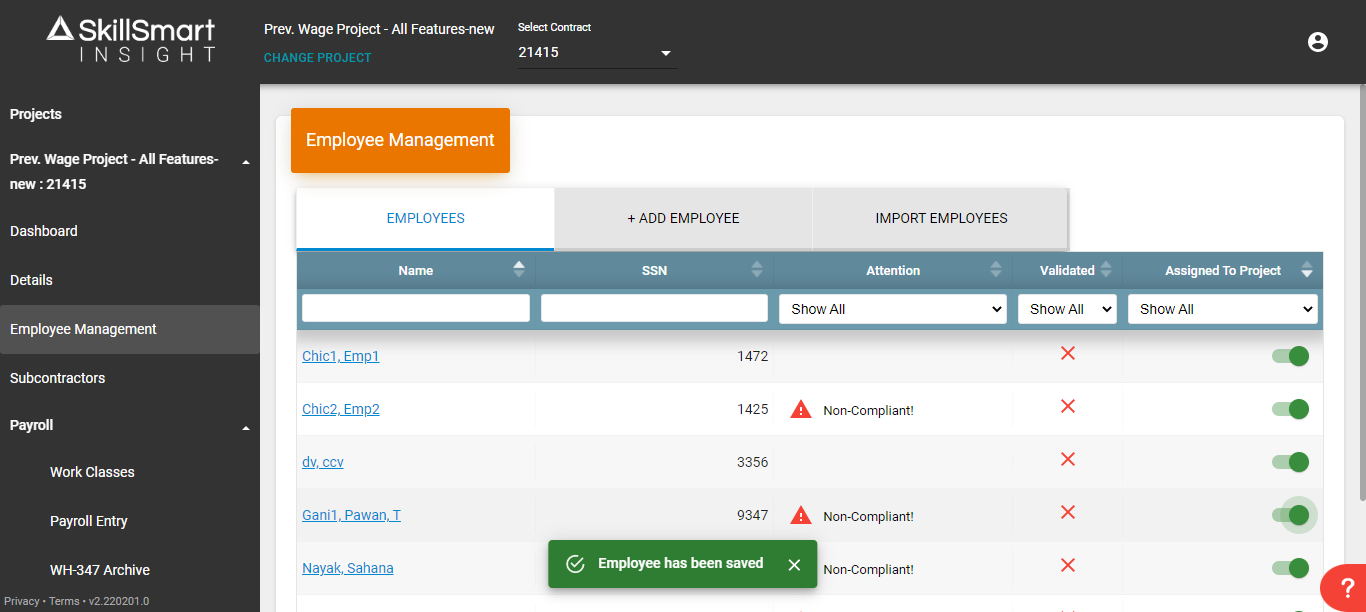 SkillSmart
INSIGHT
Prev. Wage Project - All Features-new
CHANGE PROJECT
Select Contract
21415
Projects
Prev. Wage Project - All Features-
new : 21415
Dashboard
Details
Employee Management
Subcontractors
Payroll
Work Classes
Payroll Entry
WH-347 Archive
Privacy • Terms • v2.220201.0
Employee Management
EMPLOYEES
+ ADD EMPLOYEE
IMPORT EMPLOYEES
Name SSN Attention Validated Assigned To Project
Show All Show All Show All
Chic1, Emp1 1472
Chic2, Emp2 1425 Non-Compliant!
dv, ccv 3356
Gani1, Pawan, T 9347 Non-Compliant!
Nayak, Sahana Non-Compliant!
Employee has been saved
?